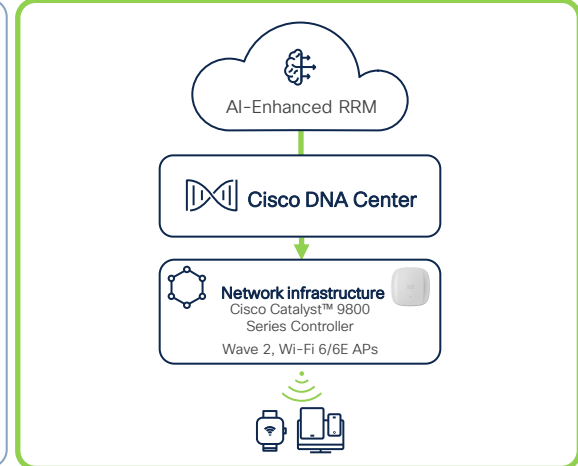 AI-Enhanced RRM
Cisco DNA Center
Network infrastructure
Cisco Catalyst™ 9800
Series Controller
Wave 2, Wi-Fi 6/6E APs